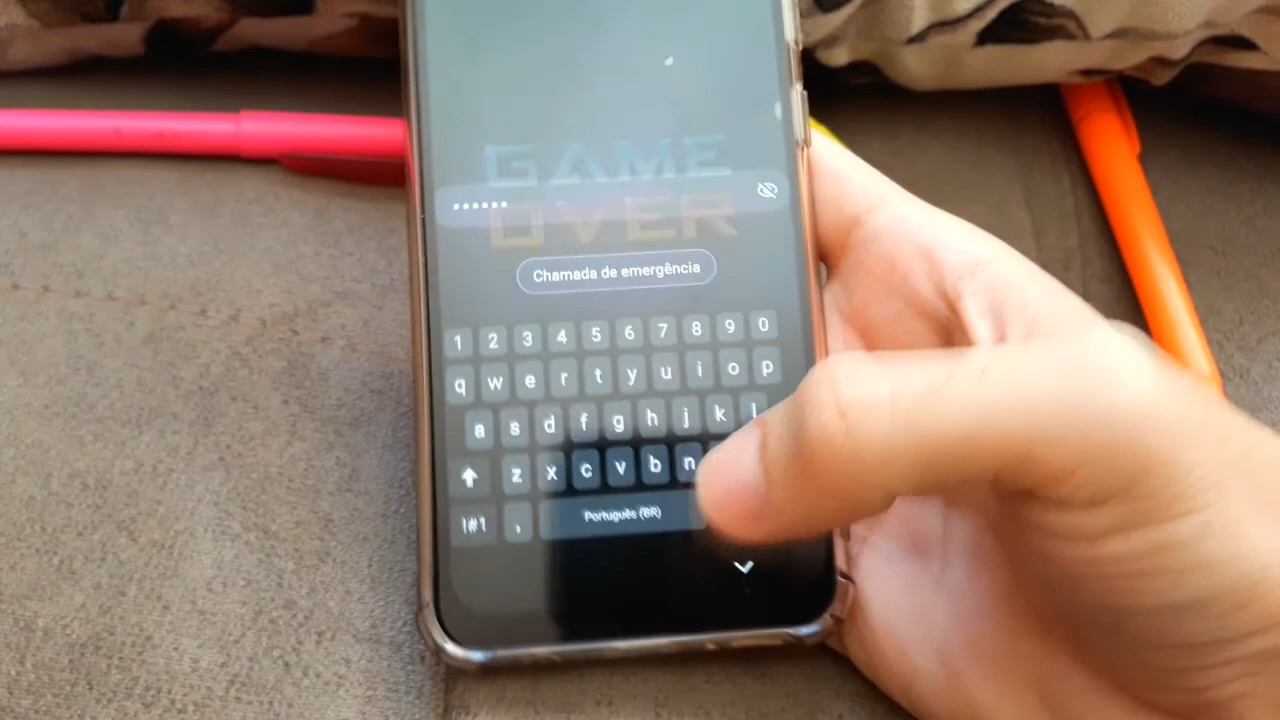 GAME
OVER
••••••
Chamada de emergência
1 2 3 4 5 6 7 8 9 0
q w e r t y u i o p
a s d f g h j k l
z x c v b n
!#1 , Português (BR)